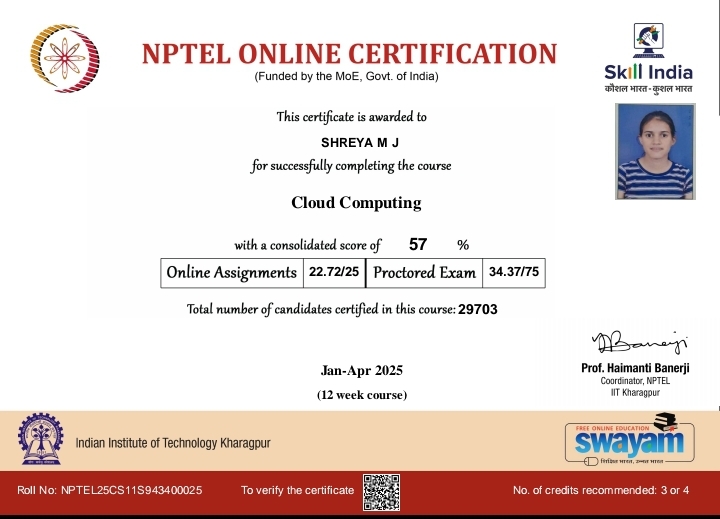 NPTEL ONLINE CERTIFICATION
(Funded by the MoE, Govt. of India)
Skill India
कौशल भारत - कुशल भारत
This certificate is awarded to
SHREYA M J
for successfully completing the course
Cloud Computing
with a consolidated score of 57 %
Online Assignments 22.72/25 Proctored Exam 34.37/75
Total number of candidates certified in this course: 29703
Prof. Haimanti Banerji
Coordinator, NPTEL
IIT Kharagpur
Jan-Apr 2025
(12 week course)
Indian Institute of Technology Kharagpur
FREE ONLINE EDUCATION
swayam
शिक्षित भारत, उन्नत भारत
Roll No: NPTEL25CS11S943400025 To verify the certificate No. of credits recommended: 3 or 4